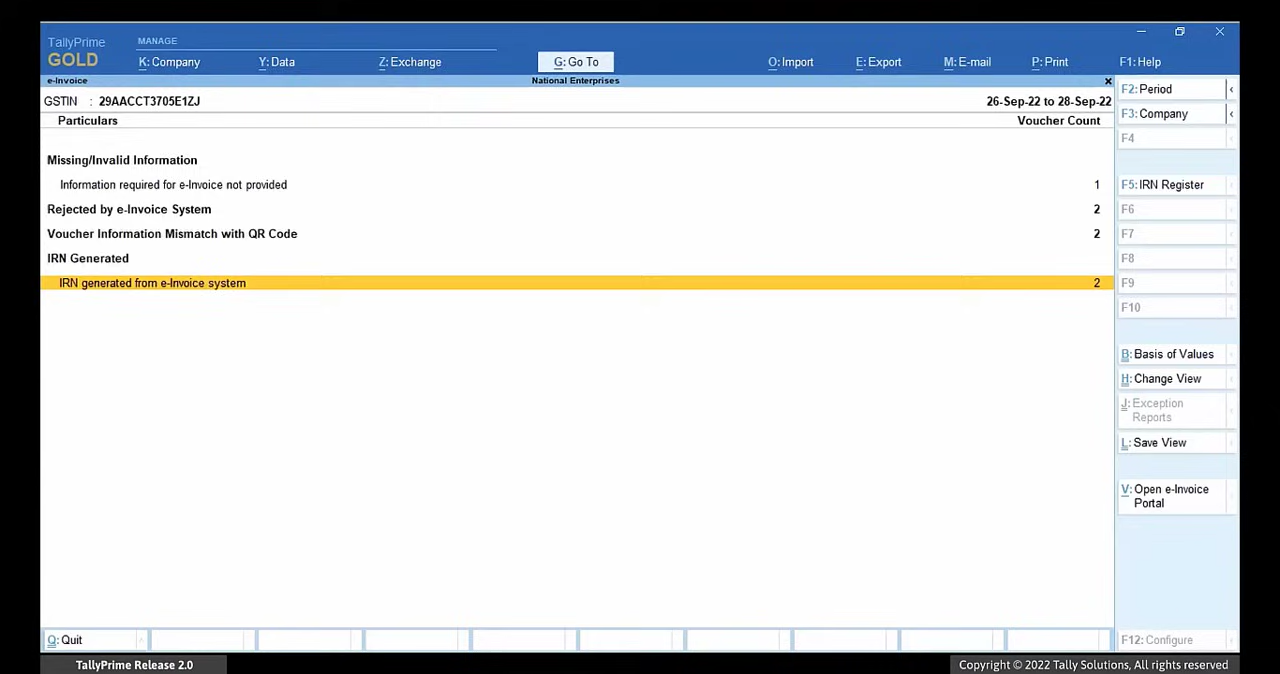 TallyPrime
GOLD
MANAGE
K: Company
Y: Data
Z: Exchange
G: Go To
O: Import
E: Export
M: E-mail
P: Print
F1: Help
e-Invoice
National Enterprises
GSTIN : 29AACCT3705E1ZJ
26-Sep-22 to 28-Sep-22
Particulars
Voucher Count
Missing/Invalid Information
Information required for e-Invoice not provided 1
Rejected by e-Invoice System 2
Voucher Information Mismatch with QR Code 2
IRN Generated
IRN generated from e-Invoice system 2
F2: Period
F3: Company
F4
F5: IRN Register
F6
F7
F8
F9
F10
B: Basis of Values
H: Change View
J: Exception
Reports
L: Save View
V: Open e-Invoice
Portal
Q: Quit
F12: Configure
TallyPrime Release 2.0
Copyright © 2022 Tally Solutions, All rights reserved